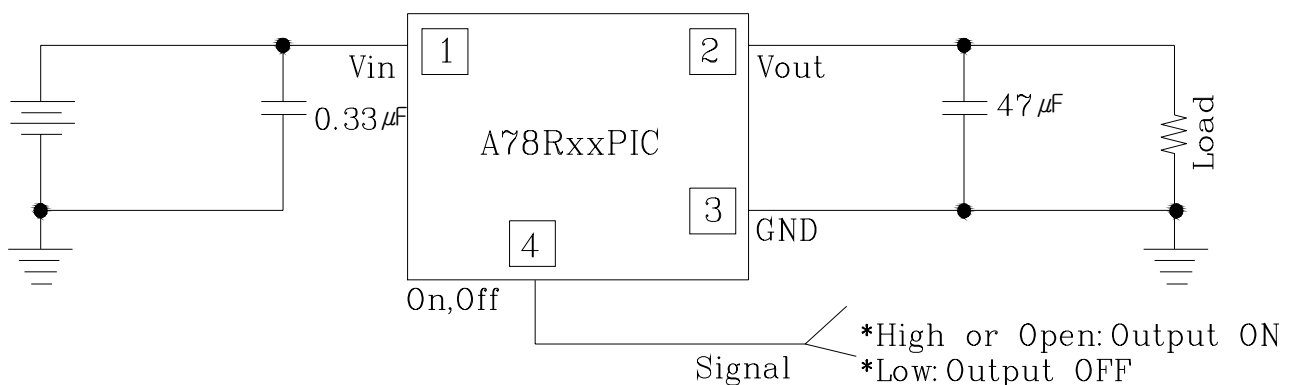 1
2
Vin
Vout
0.33㎌
47㎌
Load
A78RxxPIC
3
GND
4
On,Off
Signal
*High or Open:Output ON
*Low:Output OFF